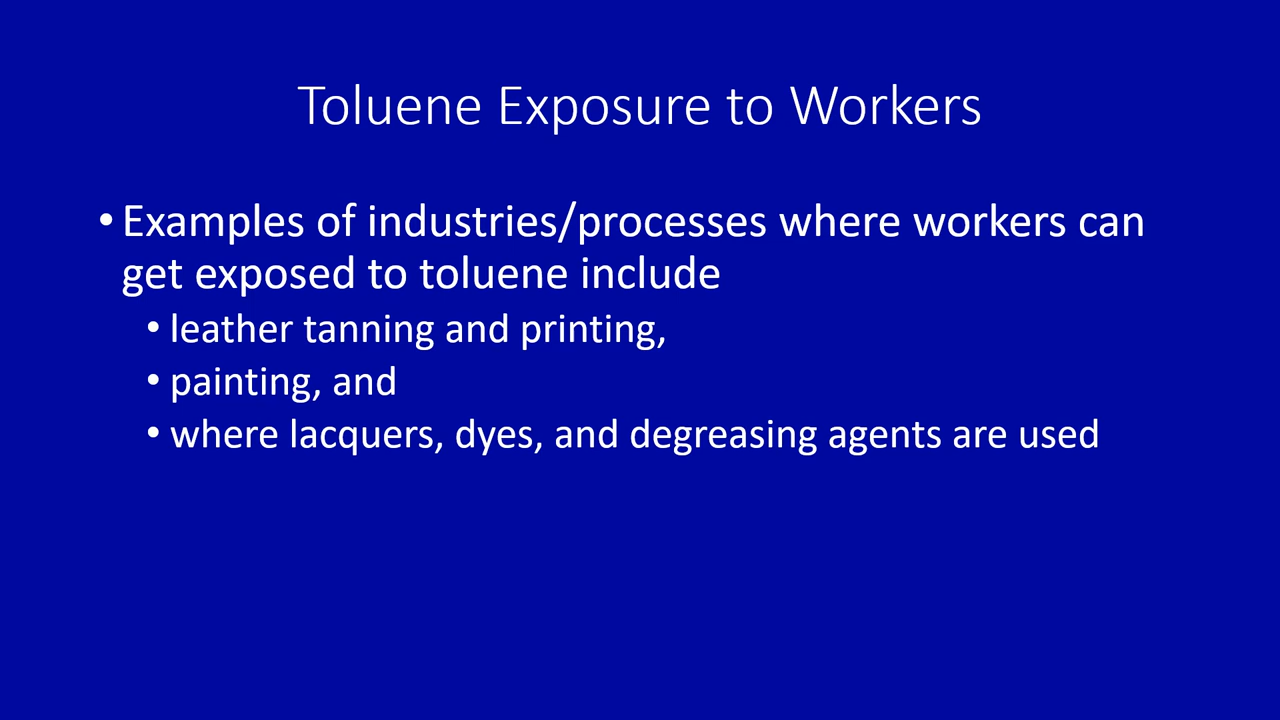 Toluene Exposure to Workers
• Examples of industries/processes where workers can
get exposed to toluene include
• leather tanning and printing,
• painting, and
• where lacquers, dyes, and degreasing agents are used